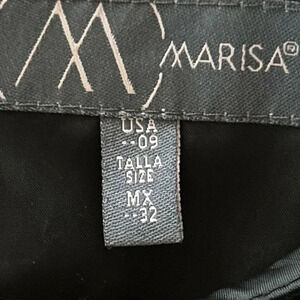 MARISA®
USA
--09
TALLA
SIZE
MX
--32